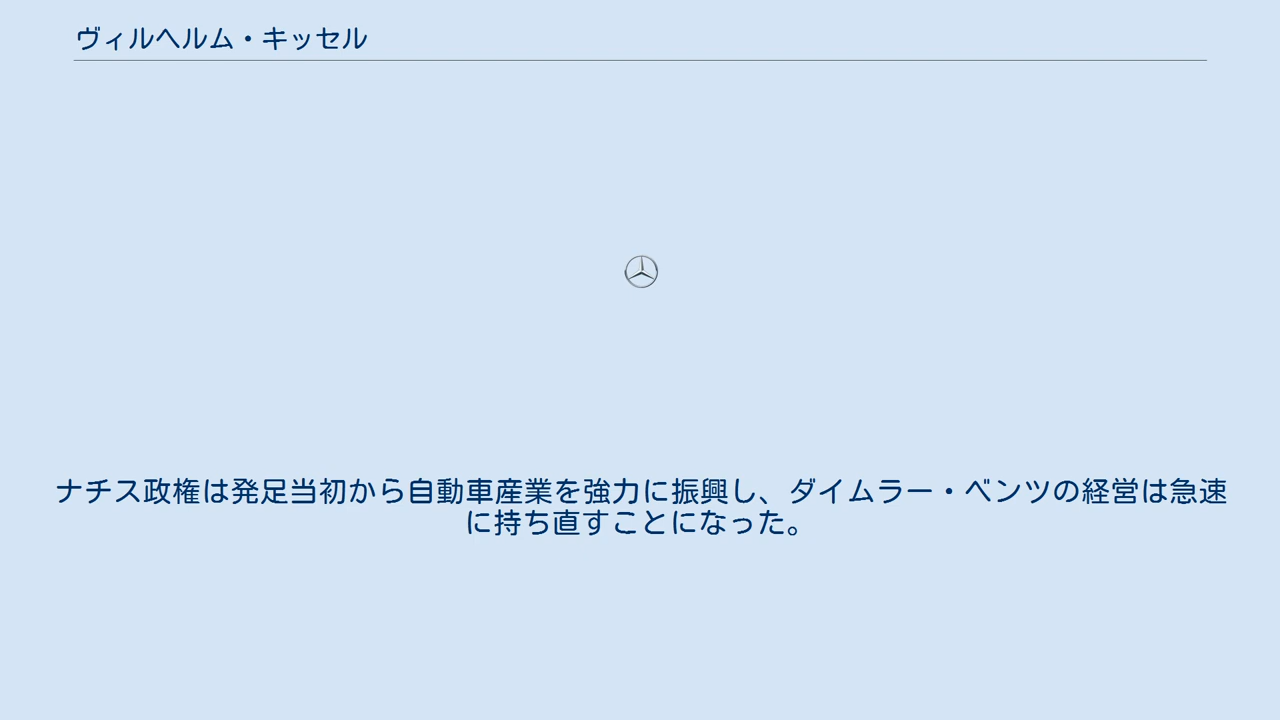 ヴィルヘルム・キッセル
ナチス政権は発足当初から自動車産業を強力に振興し、ダイムラー・ベンツの経営は急速
に持ち直すことになった。